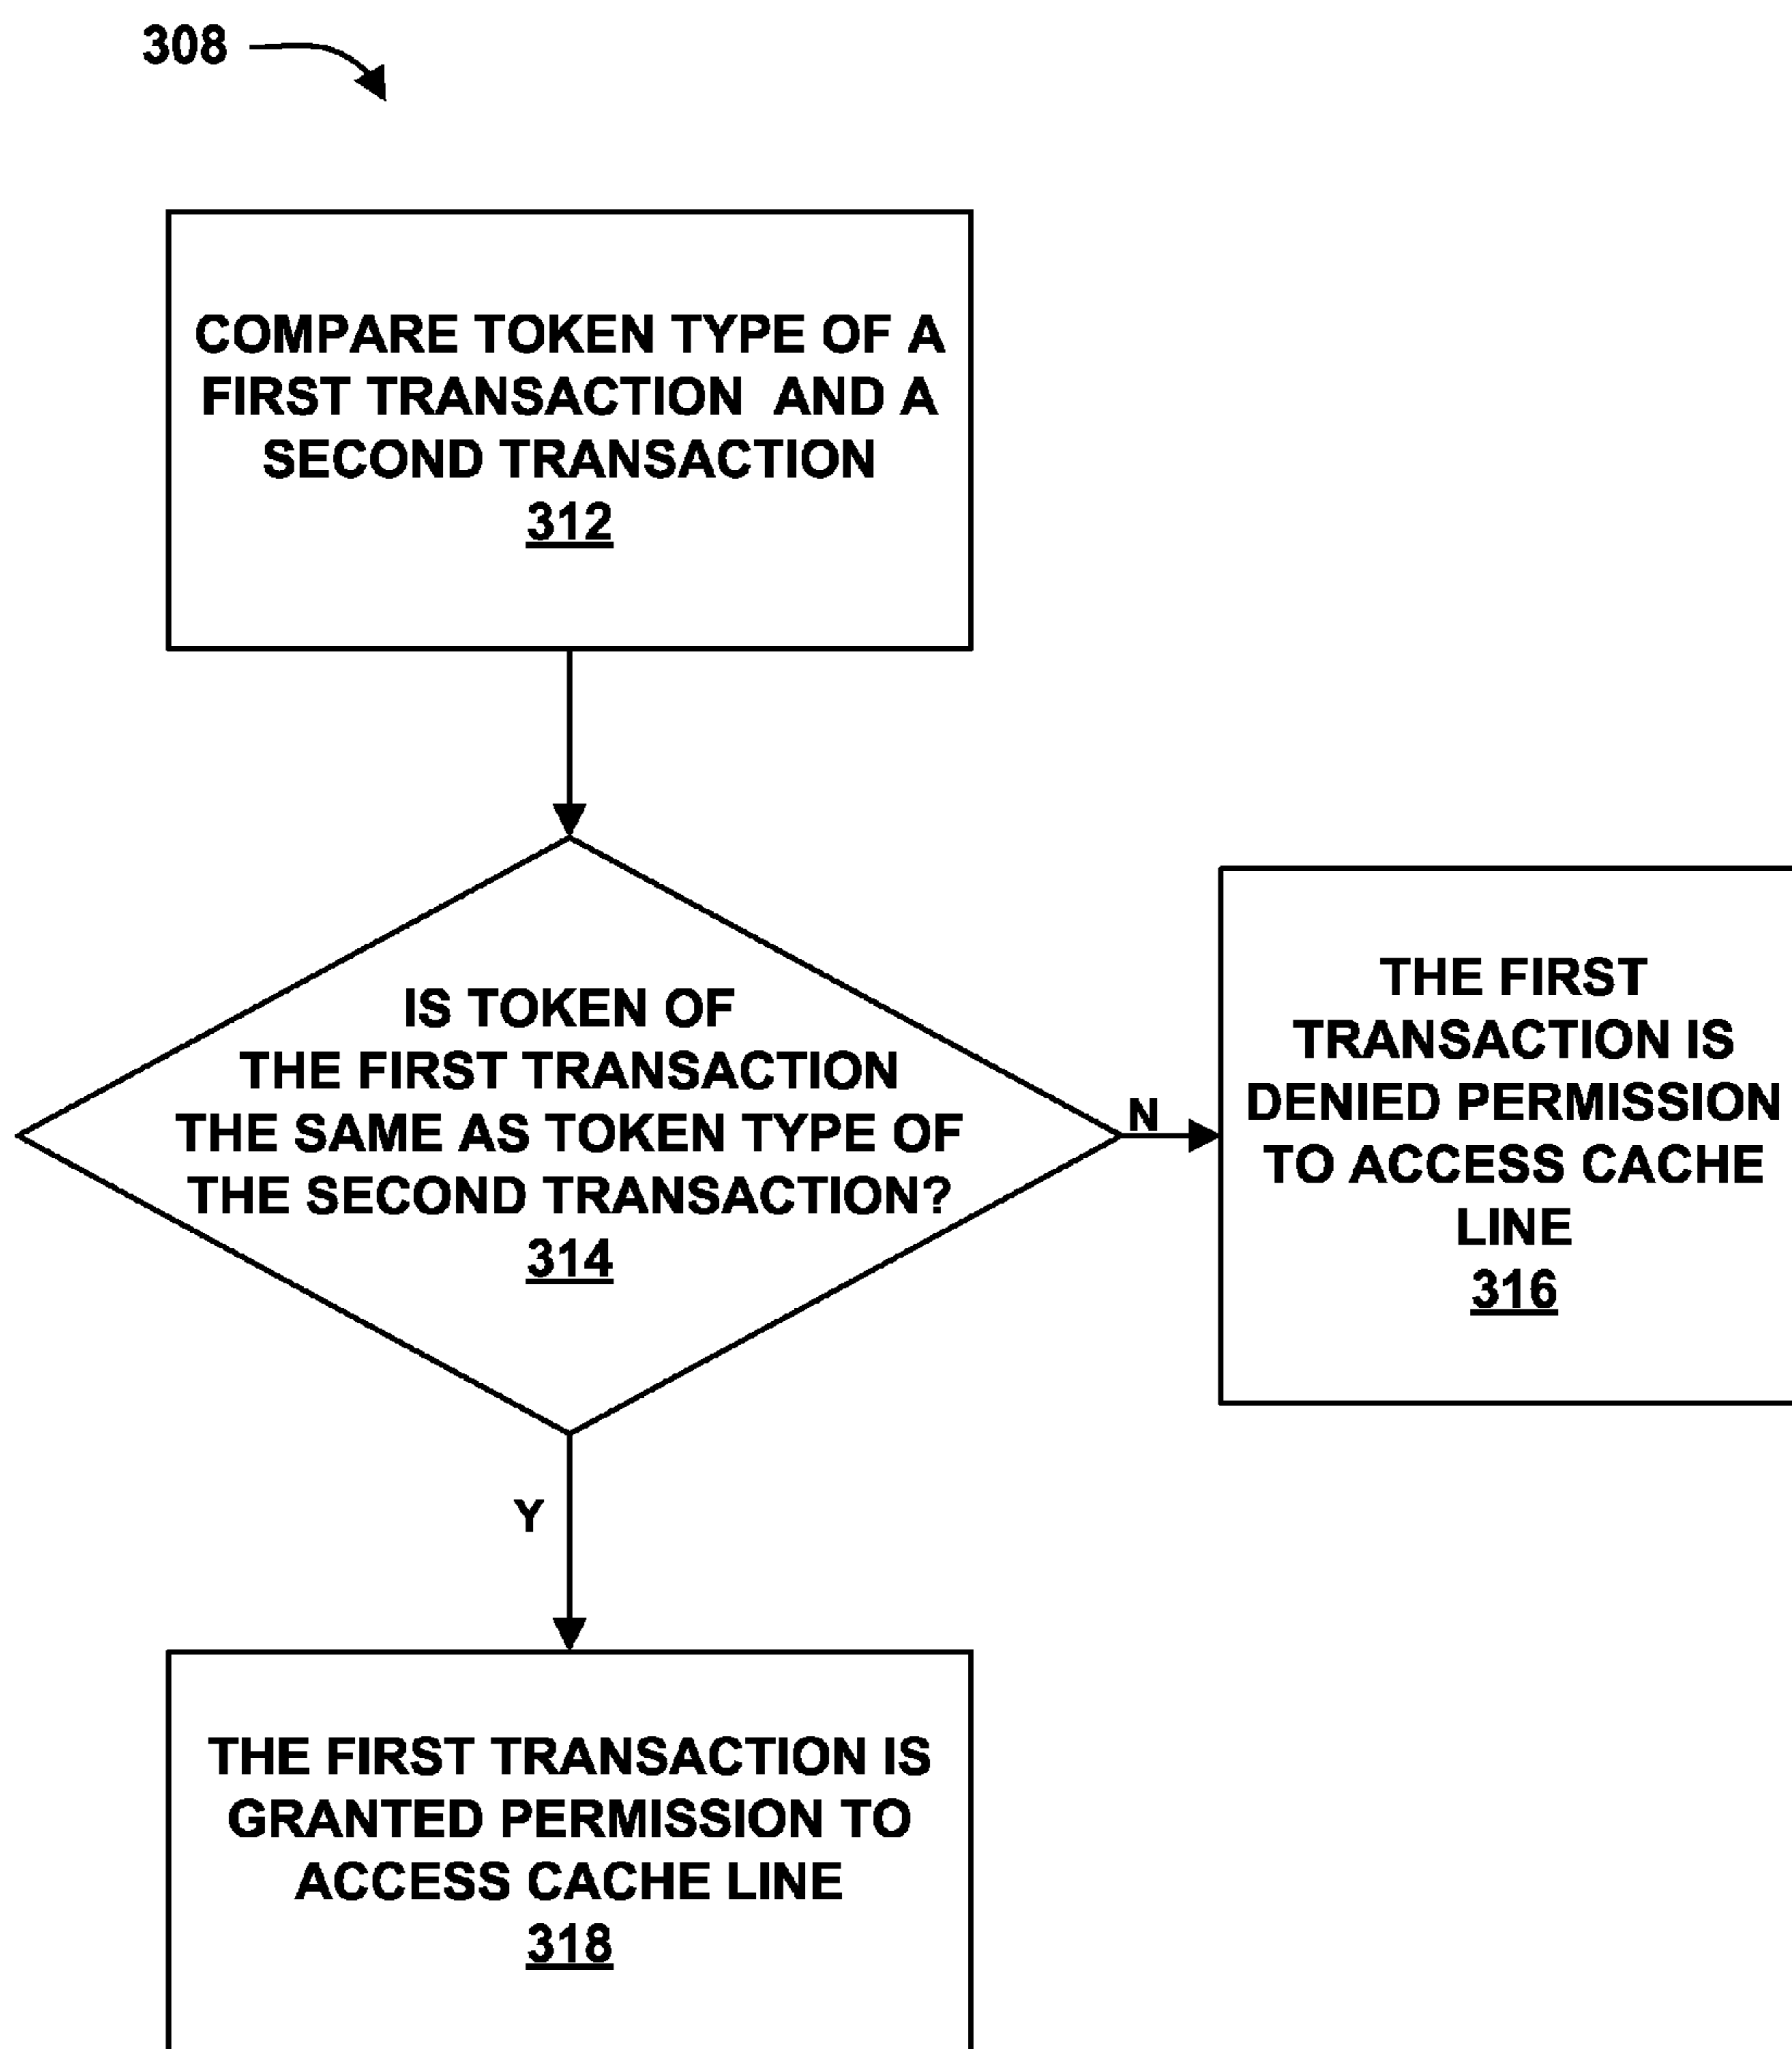 308
COMPARE TOKEN TYPE OF A
FIRST TRANSACTION AND A
SECOND TRANSACTION
312
IS TOKEN OF
THE FIRST TRANSACTION
THE SAME AS TOKEN TYPE OF
THE SECOND TRANSACTION?
314
N
THE FIRST
TRANSACTION IS
DENIED PERMISSION
TO ACCESS CACHE
LINE
316
Y
THE FIRST TRANSACTION IS
GRANTED PERMISSION TO
ACCESS CACHE LINE
318